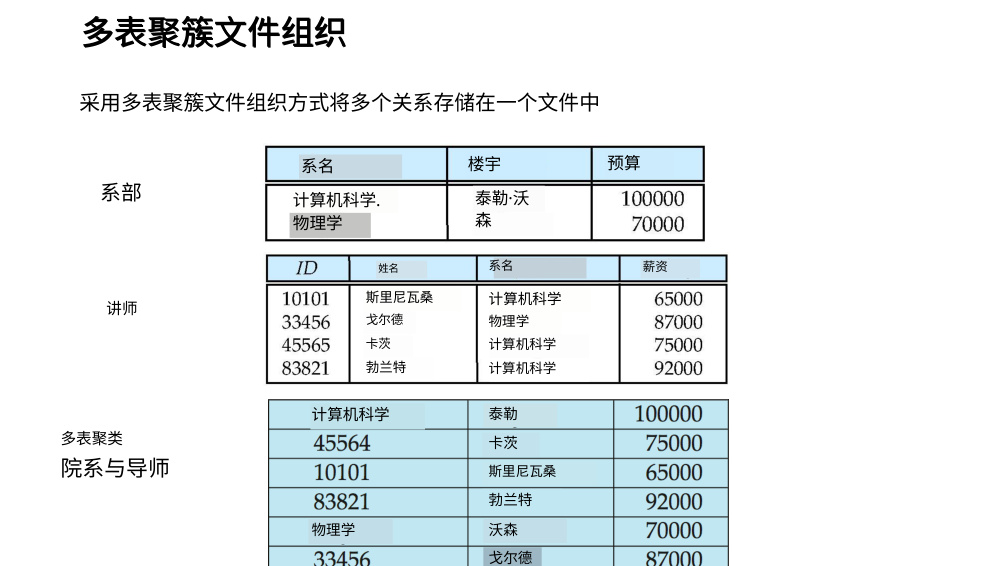 多表聚簇文件组织
采用多表聚簇文件组织方式将多个关系存储在一个文件中
系部
系名 楼宇 预算
计算机科学. 泰勒·沃 100000
物理学 森 70000
讲师
ID 姓名 系名 薪资
10101 斯里尼瓦桑 计算机科学 65000
33456 戈尔德 物理学 87000
45565 卡茨 计算机科学 75000
83821 勃兰特 计算机科学 92000
多表聚类
院系与导师
计算机科学 泰勒 100000
45564 卡茨 75000
10101 斯里尼瓦桑 65000
83821 勃兰特 92000
物理学 沃森 70000
33456 戈尔德 87000